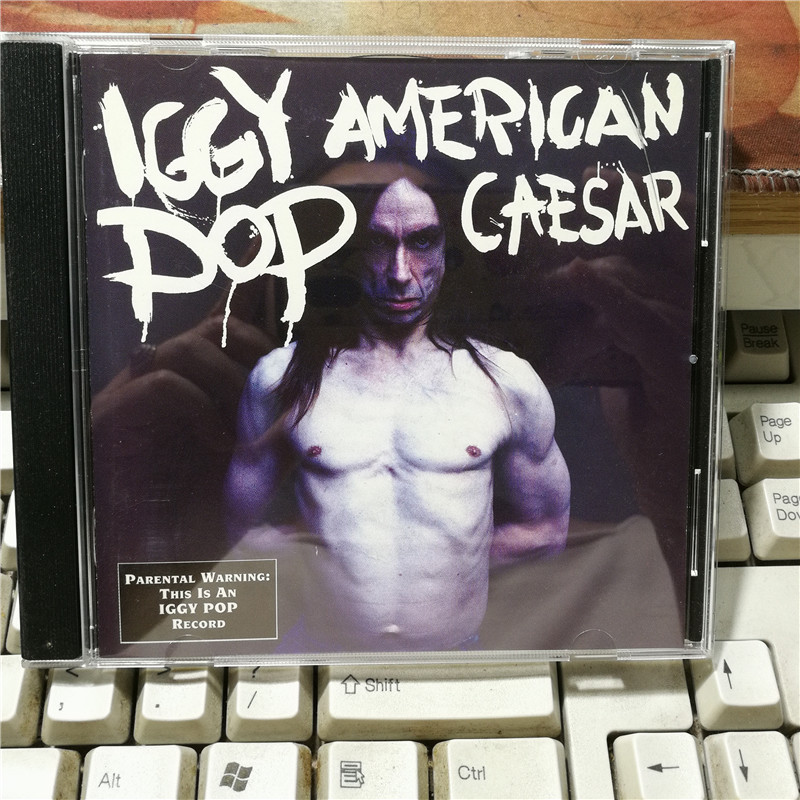 IGGY AMERICAN
POP CAESAR
PARENTAL WARNING:
THIS IS AN
IGGY POP
RECORD
Pause
Break
Page
Up
Shift
Alt
Ctrl